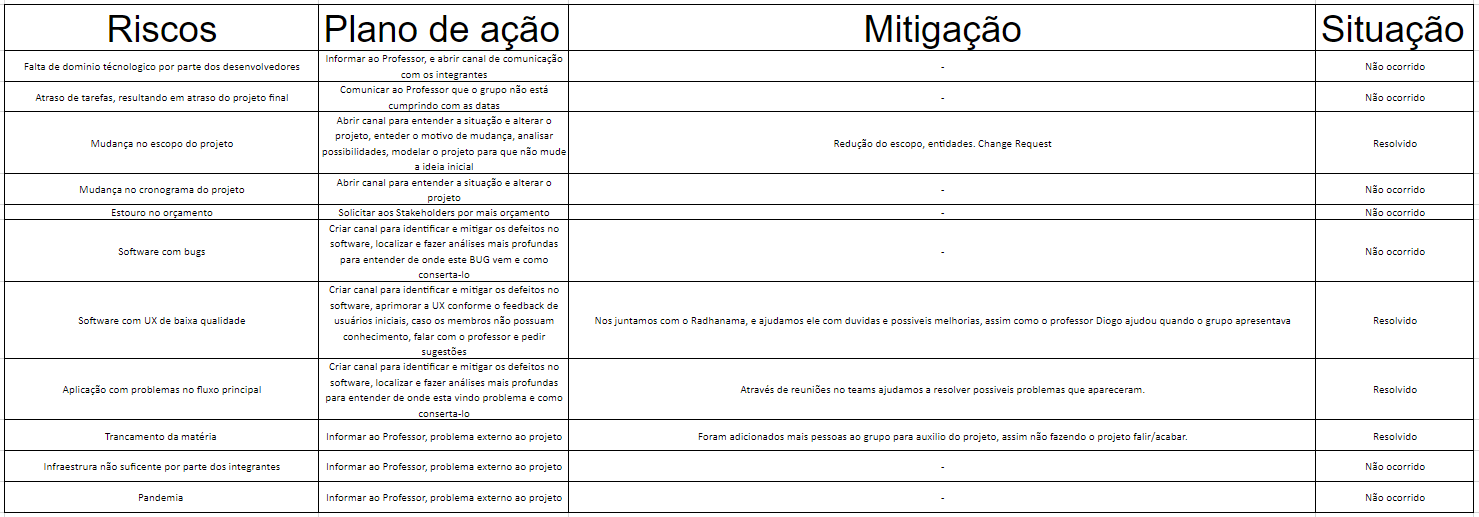 Riscos Plano de ação Mitigação Situação
Falta de dominio técnologico por parte dos desenvolvedores
Informar ao Professor, e abrir canal de comunicação
com os integrantes
-
Não ocorrido
Atraso de tarefas, resultando em atraso do projeto final
Comunicar ao Professor que o grupo não está
cumprindo com as datas
-
Não ocorrido
Mudança no escopo do projeto
Abrir canal para entender a situação e alterar o
projeto, enteder o motivo de mudança, analisar
possibilidades, modelar o projeto para que não mude
a ideia inicial
Redução do escopo, entidades. Change Request
Resolvido
Mudança no cronograma do projeto
Abrir canal para entender a situação e alterar o
projeto
-
Não ocorrido
Estouro no orçamento
Solicitar aos Stakeholders por mais orçamento
-
Não ocorrido
Software com bugs
Criar canal para identificar e mitigar os defeitos no
software, localizar e fazer análises mais profundas
para entender de onde este BUG vem e como
conserta-lo
-
Não ocorrido
Software com UX de baixa qualidade
Criar canal para identificar e mitigar os defeitos no
software, aprimorar a UX conforme o feedback de
usuários iniciais, caso os membros não possuam
conhecimento, falar com o professor e pedir
sugestões
Nos juntamos com o Radhanama, e ajudamos ele com duvidas e possiveis melhorias, assim como o professor Diogo ajudou quando o grupo apresentava
Resolvido
Aplicação com problemas no fluxo principal
Criar canal para identificar e mitigar os defeitos no
software, localizar e fazer análises mais profundas
para entender de onde esta vindo problema e como
conserta-lo
Através de reuniões no teams ajudamos a resolver possiveis problemas que apareceram.
Resolvido
Trancamento da matéria
Informar ao Professor, problema externo ao projeto
Foram adicionados mais pessoas ao grupo para auxilio do projeto, assim não fazendo o projeto falir/acabar.
Resolvido
Infraestrura não suficente por parte dos integrantes
Informar ao Professor, problema externo ao projeto
-
Não ocorrido
Pandemia
Informar ao Professor, problema externo ao projeto
-
Não ocorrido